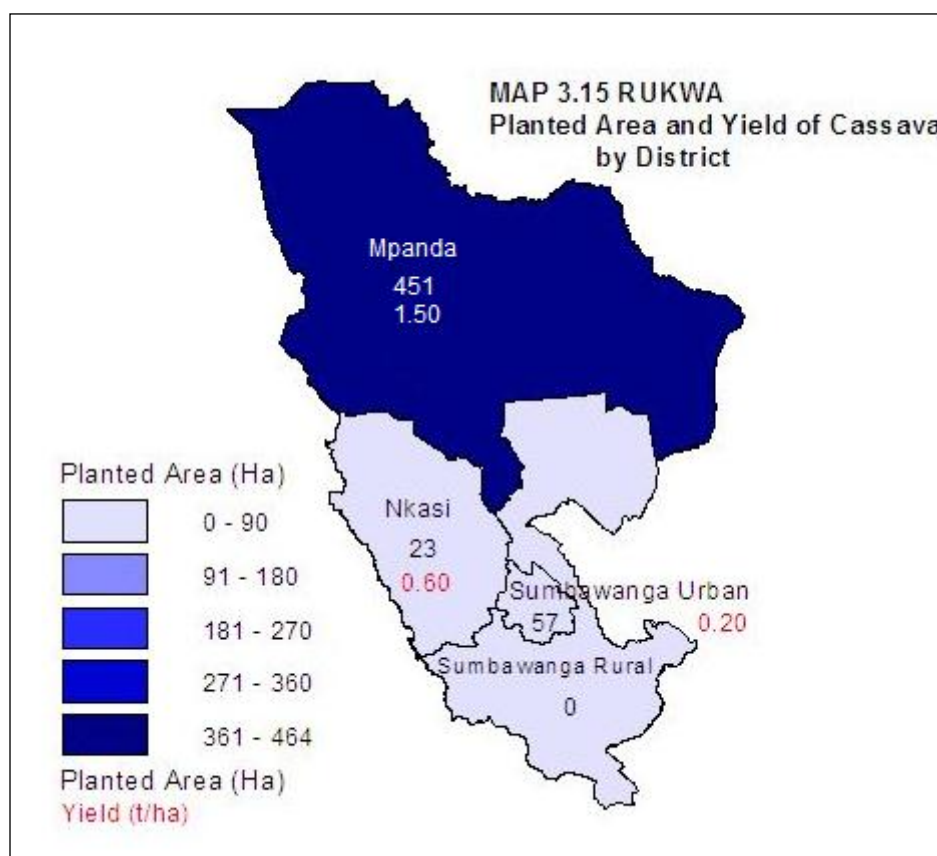 MAP 3.15 RUKWA
Planted Area and Yield of Cassava
by District
Mpanda
451
1.50
Nkasi
23
0.60
Sumbawanga Urban
57
0.20
Sumbawanga Rural
0
Planted Area (Ha)
0 - 90
91 - 180
181 - 270
271 - 360
361 - 464
Planted Area (Ha)
Yield (t/ha)